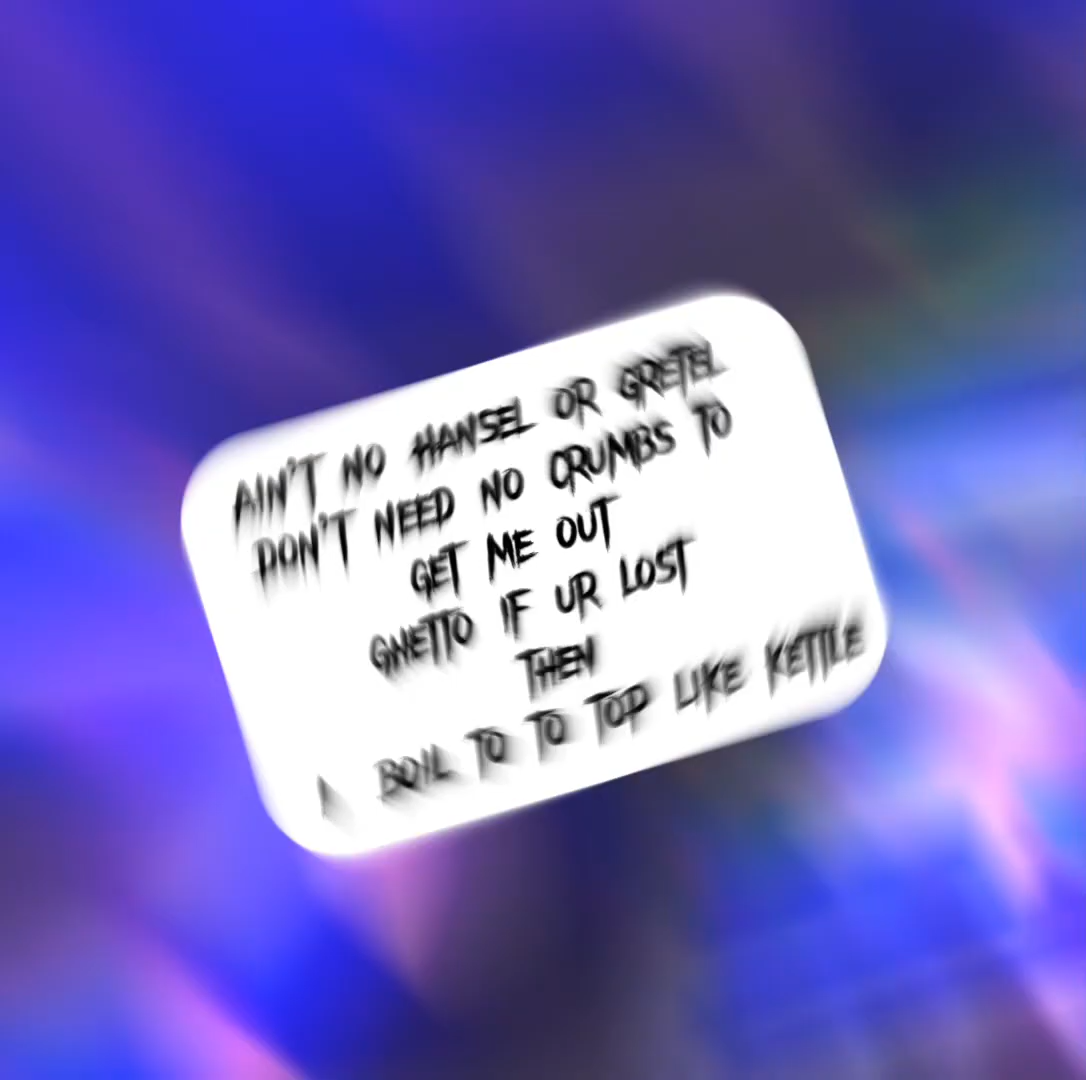 AIN'T NO HANSEL OR GRETEL
DON'T NEED NO CRUMBS TO
GET ME OUT
GHETTO IF UR LOST
THEN
BOIL TO TO TOP LIKE KETTLE